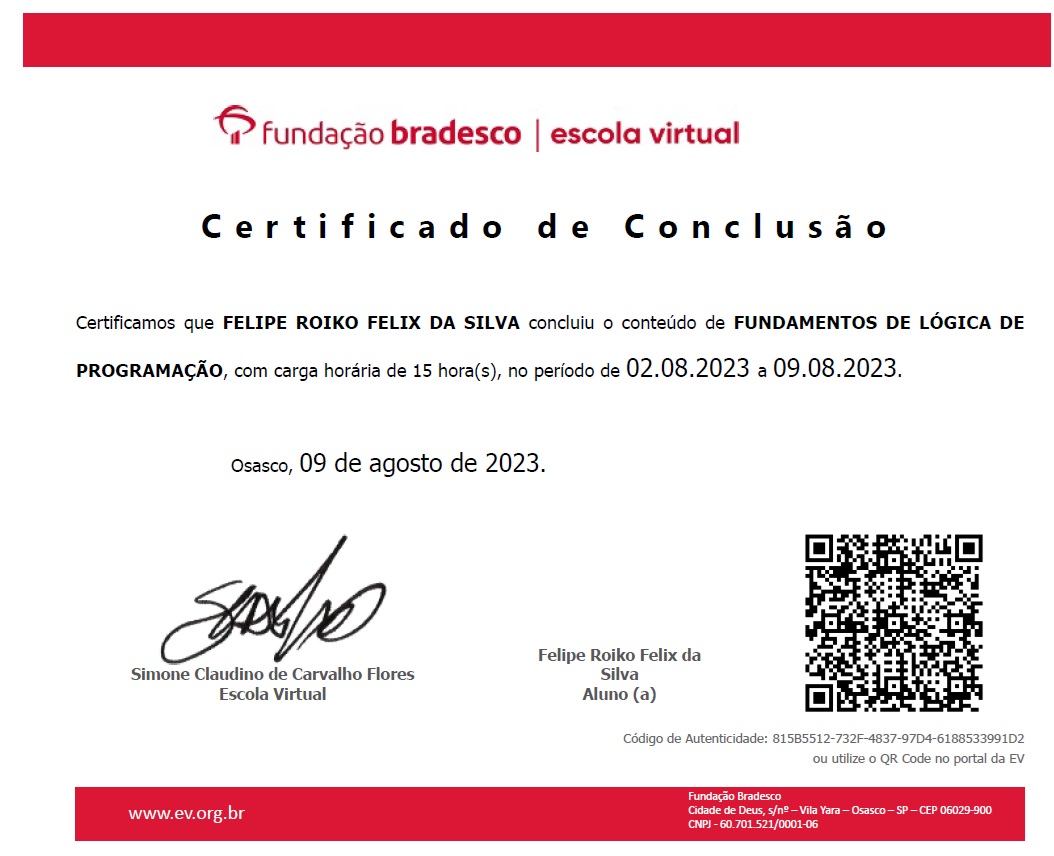 fundação bradesco | escola virtual
Certificado de Conclusão
Certificamos que FELIPE ROIKO FELIX DA SILVA concluiu o conteúdo de FUNDAMENTOS DE LÓGICA DE
PROGRAMAÇÃO, com carga horária de 15 hora(s), no período de 02.08.2023 a 09.08.2023.
Osasco, 09 de agosto de 2023.
Simone Claudino de Carvalho Flores
Escola Virtual
Felipe Roiko Felix da
Silva
Aluno (a)
Código de Autenticidade: 815B5512-732F-4837-97D4-6188533991D2
ou utilize o QR Code no portal da EV
www.ev.org.br
Fundação Bradesco
Cidade de Deus, s/nº – Vila Yara – Osasco – SP – CEP 06029-900
CNPJ - 60.701.521/0001-06